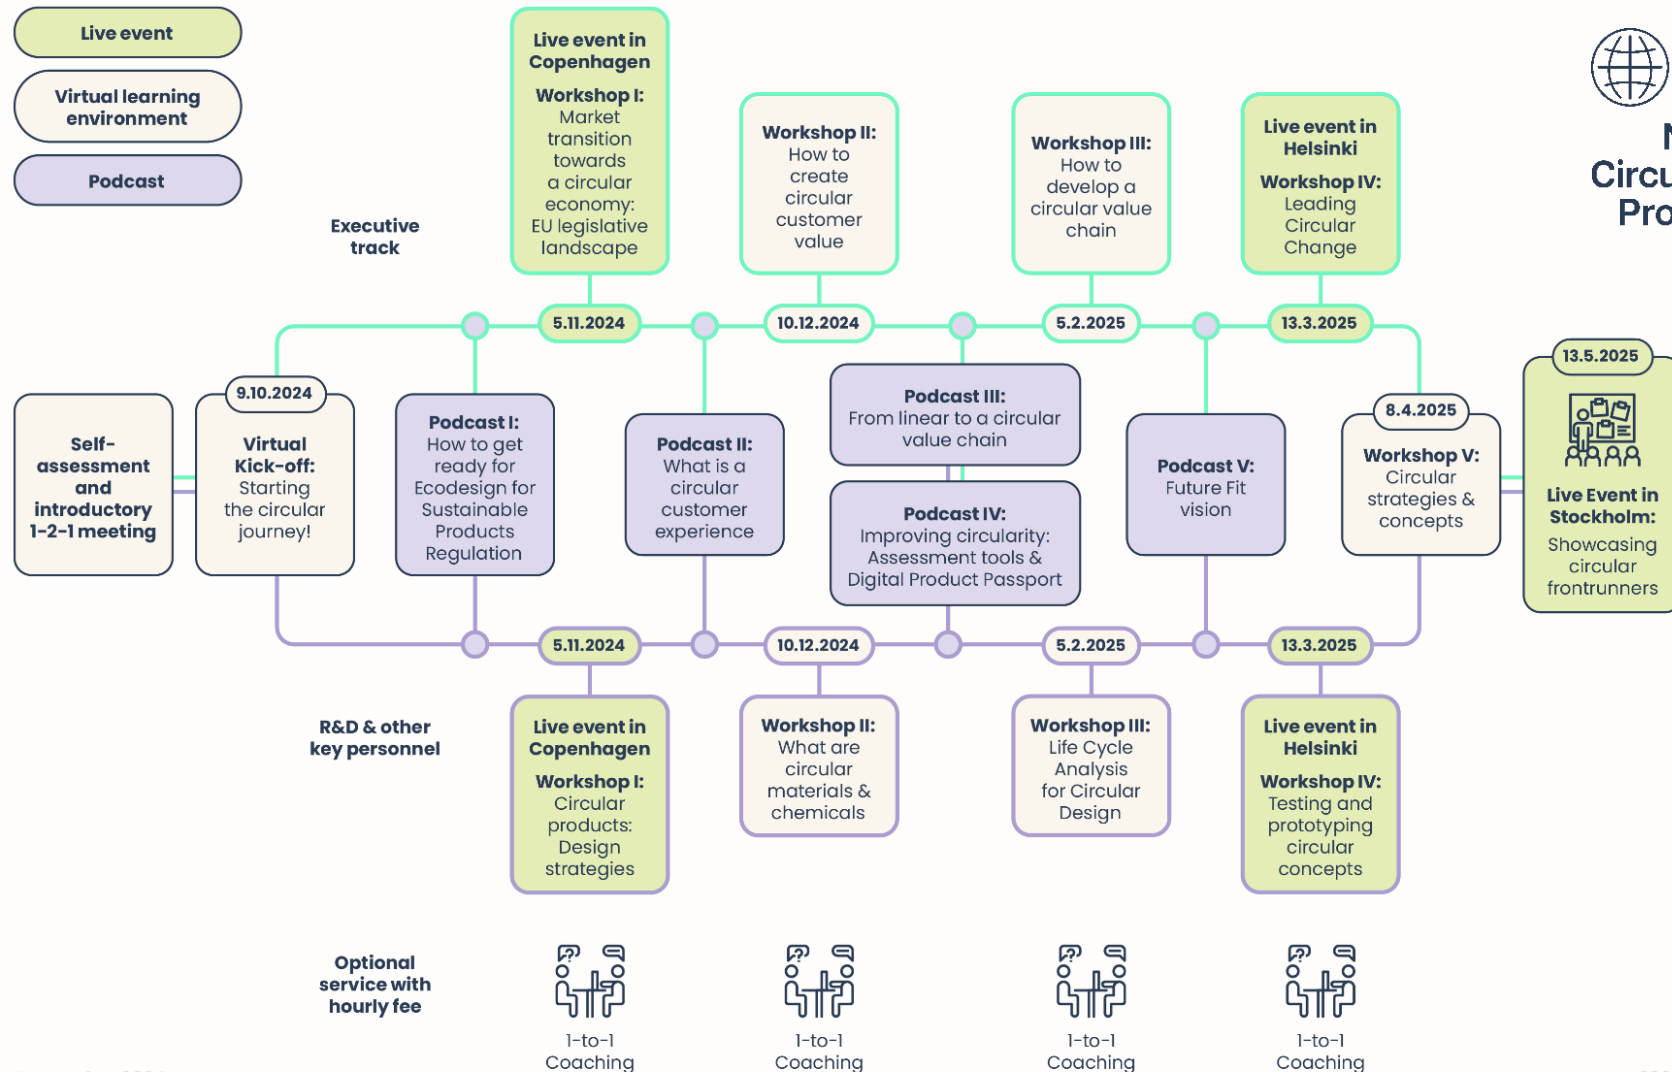 Live event
Virtual learning
environment
Podcast
Circu
Pro
Executive
track
Live event in
Copenhagen
Workshop I:
Market
transition
towards
a circular
economy:
EU legislative
landscape
Workshop II:
How to
create
circular
customer
value
Workshop III:
How to
develop a
circular value
chain
Live event in
Helsinki
Workshop IV:
Leading
Circular
Change
5.11.2024
10.12.2024
5.2.2025
13.3.2025
Self-
assessment
and
introductory
1-2-1 meeting
9.10.2024
Virtual
Kick-off:
Starting
the circular
journey!
Podcast I:
How to get
ready for
Ecodesign for
Sustainable
Products
Regulation
Podcast II:
What is a
circular
customer
experience
Podcast III:
From linear to a circular
value chain
Podcast IV:
Improving circularity:
Assessment tools &
Digital Product Passport
Podcast V:
Future Fit
vision
8.4.2025
Workshop V:
Circular
strategies &
concepts
13.5.2025
Live Event in
Stockholm:
Showcasing
circular
frontrunners
5.11.2024
10.12.2024
5.2.2025
13.3.2025
R&D & other
key personnel
Live event in
Copenhagen
Workshop I:
Circular
products:
Design
strategies
Workshop II:
What are
circular
materials &
chemicals
Workshop III:
Life Cycle
Analysis
for Circular
Design
Live event in
Helsinki
Workshop IV:
Testing and
prototyping
circular
concepts
Optional
service with
hourly fee
1-to-1
Coaching
1-to-1
Coaching
1-to-1
Coaching
1-to-1
Coaching